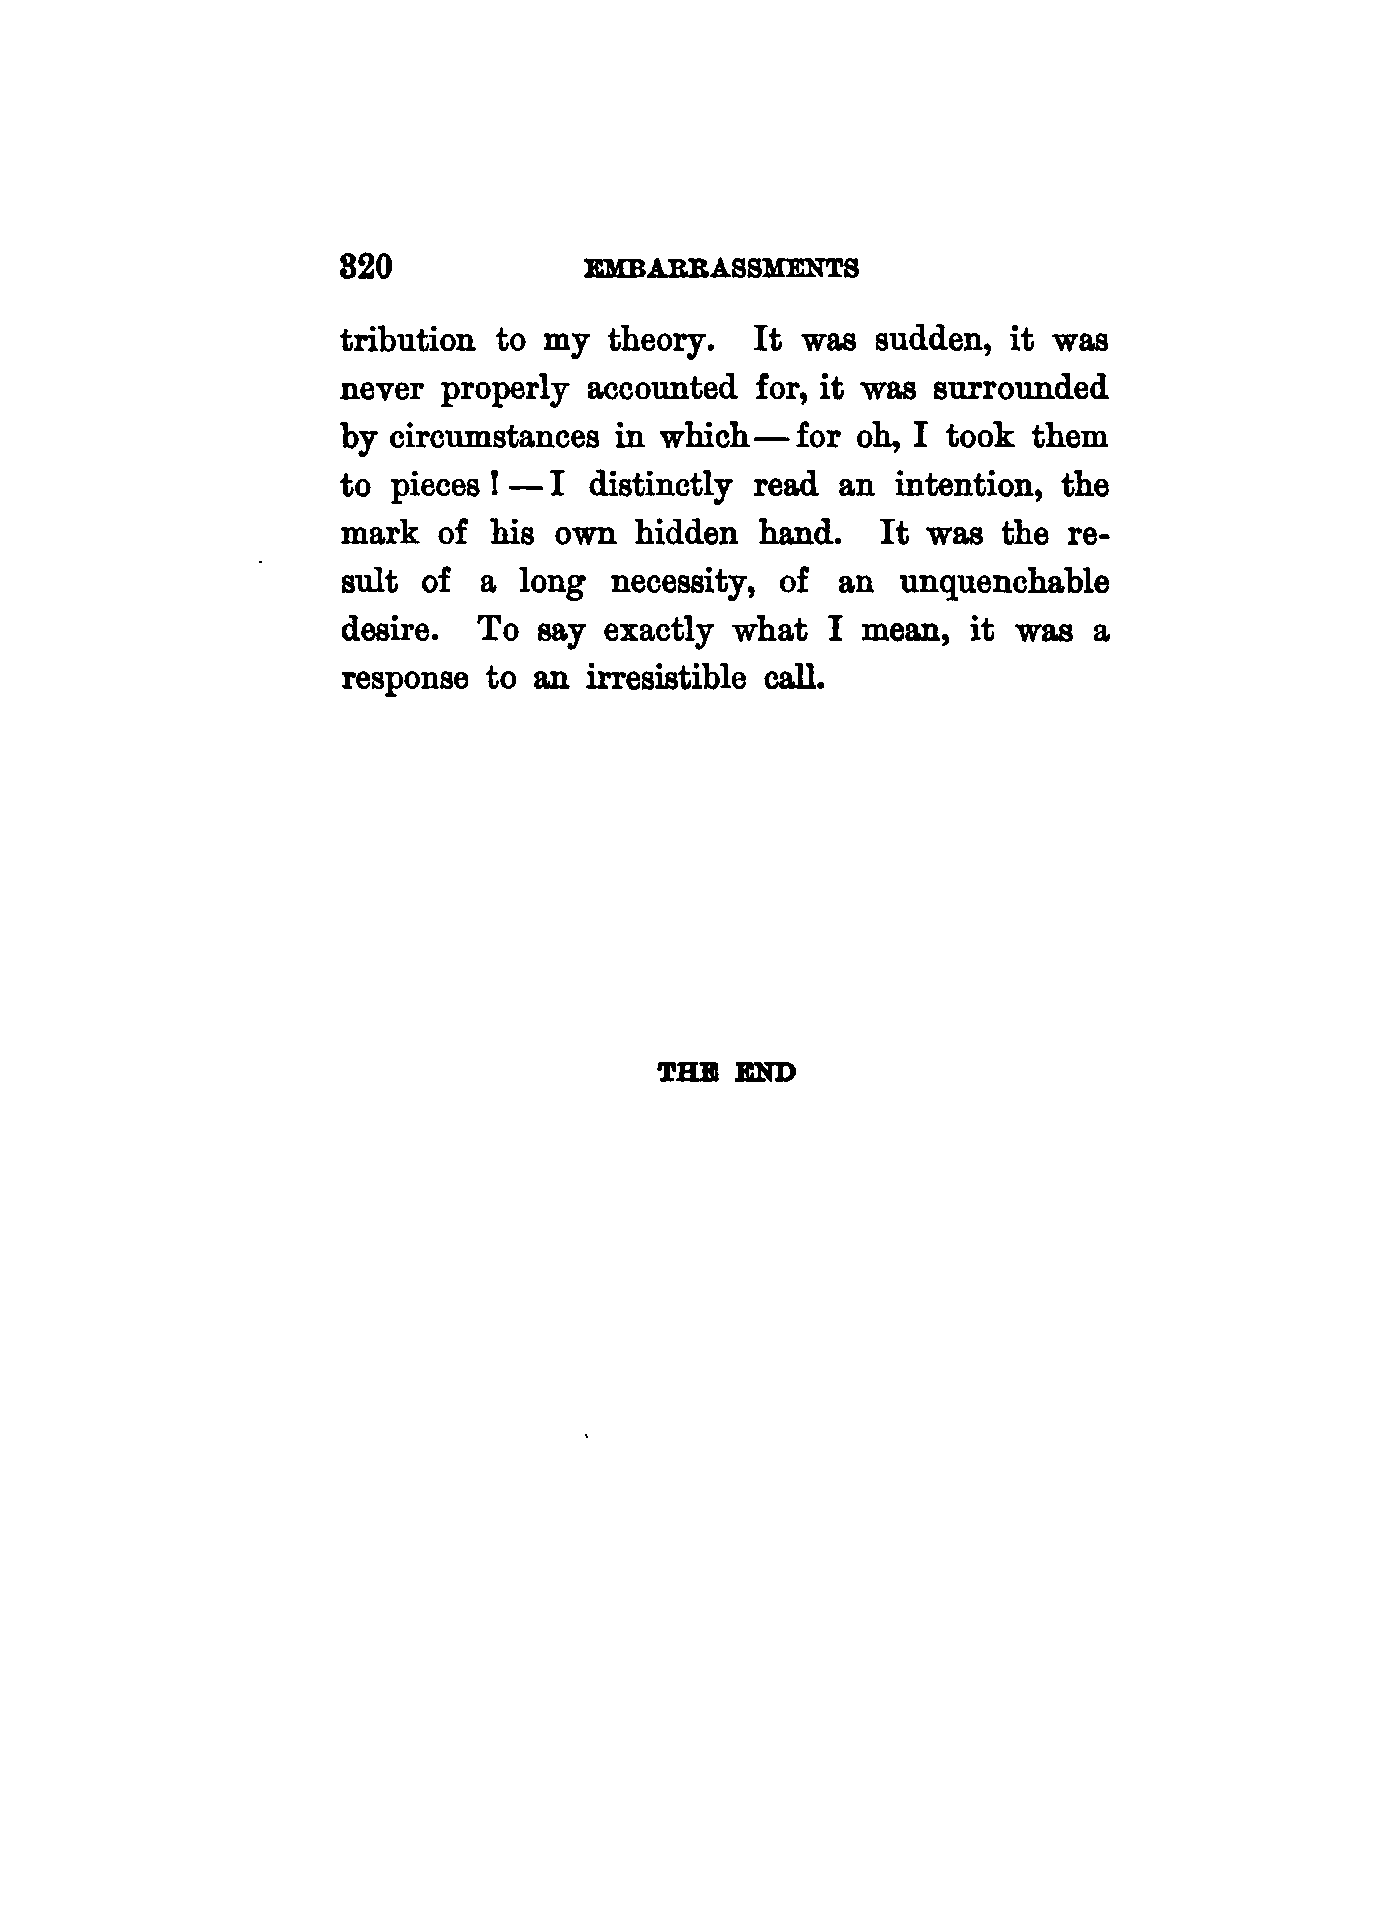 320 EMBARRASSMENTS
tribution to my theory. It was sudden, it was
never properly accounted for, it was surrounded
by circumstances in which—for oh, I took them
to pieces! — I distinctly read an intention, the
mark of his own hidden hand. It was the re-
sult of a long necessity, of an unquenchable
desire. To say exactly what I mean, it was a
response to an irresistible call.
THE END